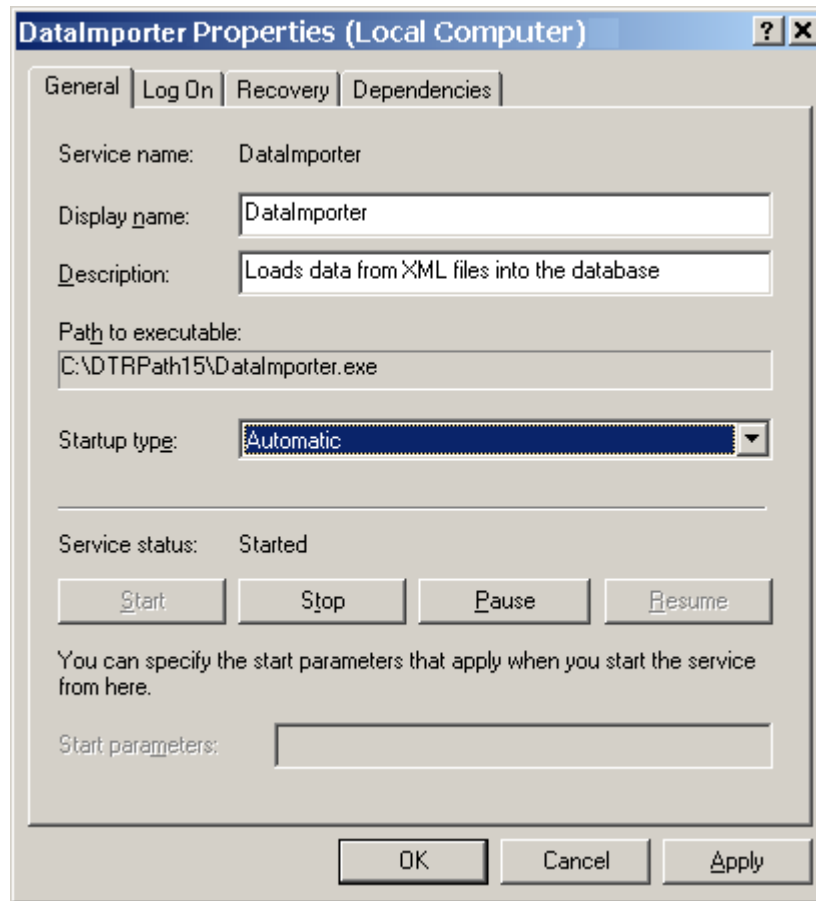 DataImporter Properties (Local Computer)
? X
General Log On Recovery Dependencies
Service name: DataImporter
Display name: DataImporter
Description: Loads data from XML files into the database
Path to executable:
C:\DTRPath15\DataImporter.exe
Startup type: Automatic
Service status: Started
Start Stop Pause Resume
You can specify the start parameters that apply when you start the service
from here.
Start parameters:
OK Cancel Apply